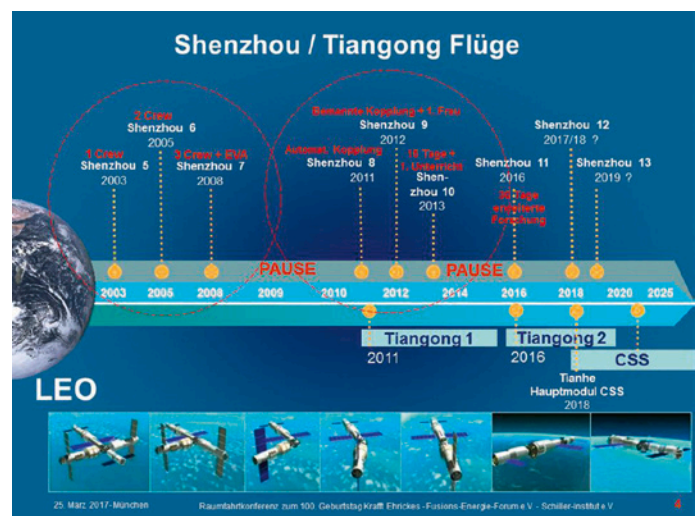 Shenzhou / Tiangong Flüge
2 Crew
Shenzhou 6
2005
Crew
Shenzhou 5
2003
3 Crew + EVA
Shenzhou 7
2008
Bemannte Kopplung + 1. Frau
Shenzhou 9
2012
Automat. Kopplung
Shenzhou 8
2011
15 Tage +
1. Unterricht
Shen-
zhou 10
2013
Shenzhou 11
2016
30 Tage
erweiterte
Forschung
Shenzhou 12
2017/18 ?
Shenzhou 13
2019 ?
PAUSE
PAUSE
2003 2005 2008 2009 2010 2012 2014 2016 2018 2020 2025
Tiangong 1
2011
Tiangong 2
2016
CSS
Tianhe
Hauptmodul CSS
2018
LEO
25. März, 2017- München
Raumfahrtkonferenz zum 100. Geburtstag Krafft Ehrickes - Fusions-Energie-Forum e.V. - Schiller-Institut e.V